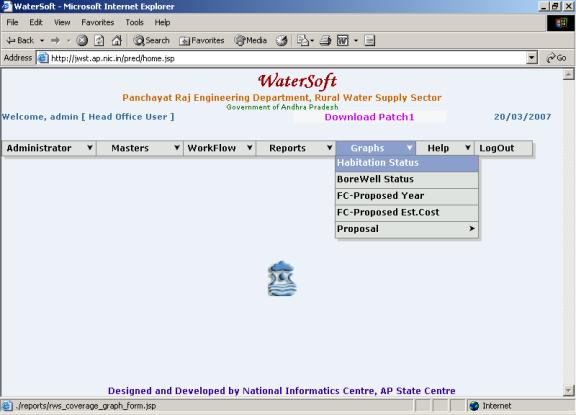 WaterSoft - Microsoft Internet Explorer
File Edit View Favorites Tools Help
Back Search Favorites Media
Address http://jwst.ap.nic.in/pred/home.jsp Go
WaterSoft
Panchayat Raj Engineering Department, Rural Water Supply Sector
Government of Andhra Pradesh
Welcome, admin [ Head Office User ] Download Patch1 20/03/2007
Administrator Masters WorkFlow Reports Graphs Help LogOut
Habitation Status
BoreWell Status
FC-Proposed Year
FC-Proposed Est.Cost
Proposal
Designed and Developed by National Informatics Centre, AP State Centre
./reports/rws_coverage_graph_form.jsp Internet